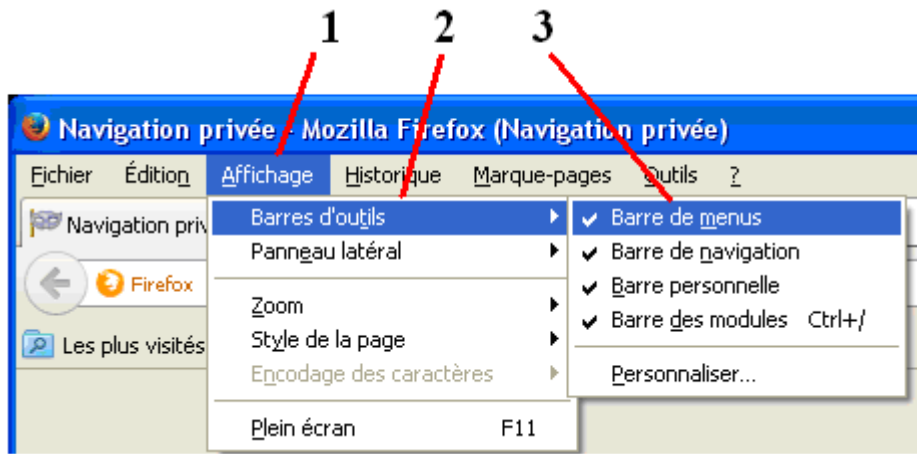 1 2 3
Navigation privée - Mozilla Firefox (Navigation privée)
Fichier Édition Affichage Historique Marque-pages Outils ?
Navigation priv
Firefox
Les plus visités
Barres d'outils
Panneau latéral
Zoom
Style de la page
Encodage des caractères
Plein écran F11
Barre de menus
Barre de navigation
Barre personnelle
Barre des modules Ctrl+/
Personnaliser...